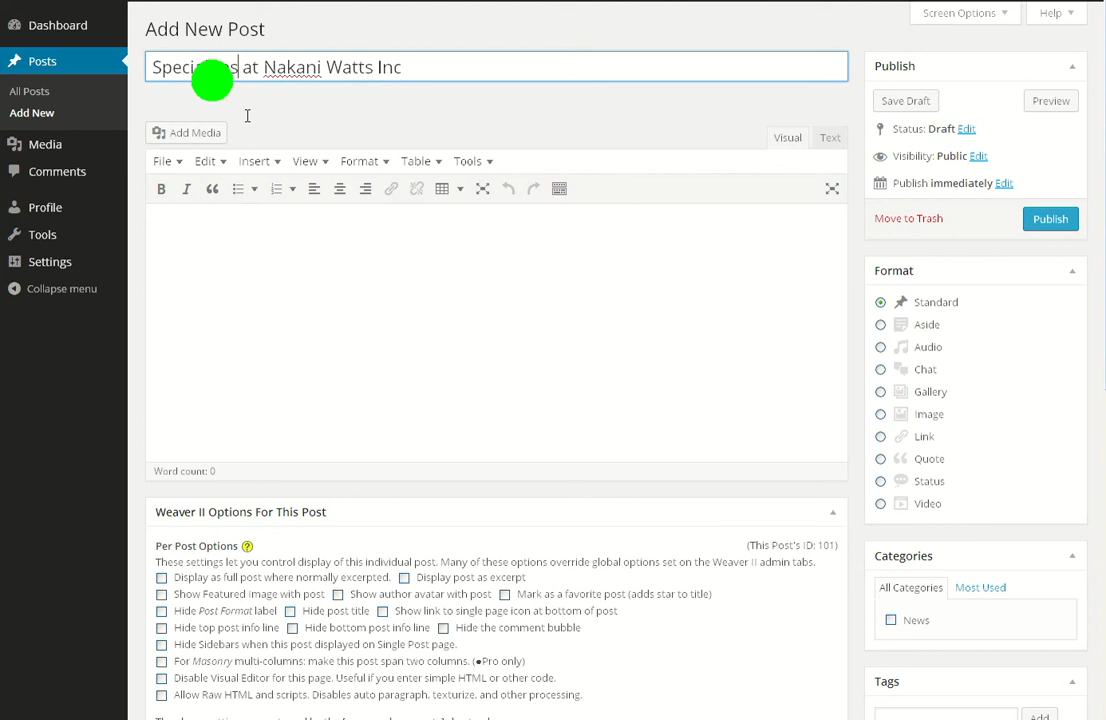 Dashboard
Posts
All Posts
Add New
Media
Comments
Profile
Tools
Settings
Collapse menu
Screen Options
Help
Add New Post
at Nakani Watts Inc
Add Media
Visual
Text
File
Edit
Insert
View
Format
Table
Tools
Word count: 0
Weaver II Options For This Post
Per Post Options ?
(This Post's ID: 101)
These settings let you control display of this individual post. Many of these options override global options set on the Weaver II admin tabs.
Display as full post where normally excerpted. Display post as excerpt
Show Featured Image with post Show author avatar with post Mark as a favorite post (adds star to title)
Hide Post Format label Hide post title Show link to single page icon at bottom of post
Hide top post info line Hide bottom post info line Hide the comment bubble
Hide Sidebars when this post displayed on Single Post page.
For Masonry multi-columns: make this post span two columns. (●Pro only)
Disable Visual Editor for this page. Useful if you enter simple HTML or other code.
Allow Raw HTML and scripts. Disables auto paragraph, texturize, and other processing.
Publish
Save Draft
Preview
Status: Draft Edit
Visibility: Public Edit
Publish immediately Edit
Move to Trash
Publish
Format
Standard
Aside
Audio
Chat
Gallery
Image
Link
Quote
Status
Video
Categories
All Categories
Most Used
News
Tags
Add